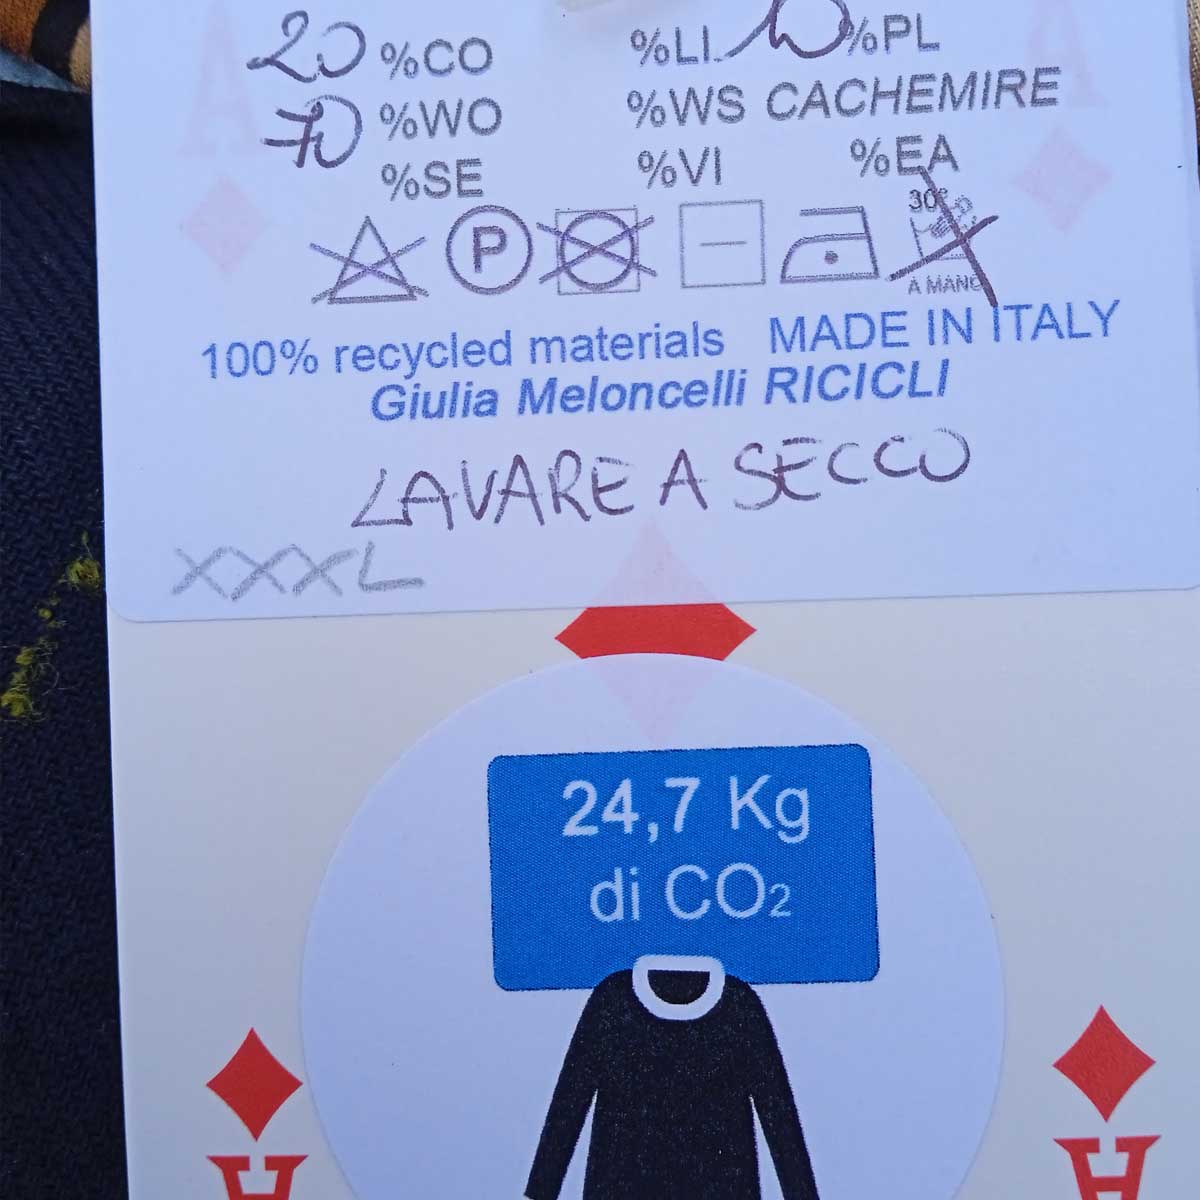 20 %CO %LI 10 %PL
70 %WO %WS CACHEMIRE
%SE %VI %EA
P 30°
A MANO
100% recycled materials MADE IN ITALY
Giulia Meloncelli RICICLI
LAVARE A SECCO
XXXL
24,7 Kg
di CO2
A A